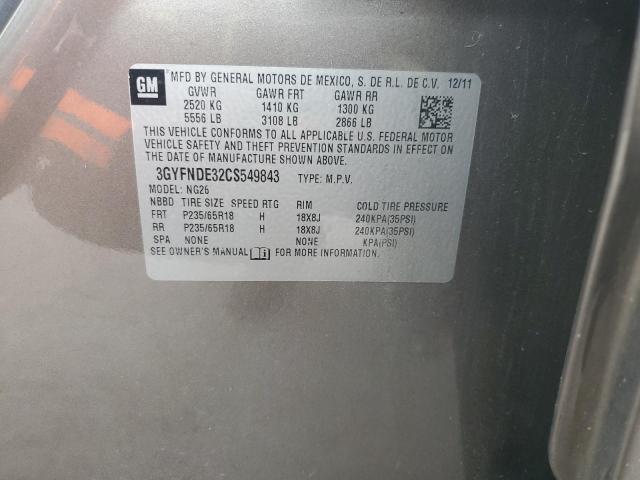 GM
MFD BY GENERAL MOTORS DE MEXICO, S. DE R.L. DE C.V. 12/11
GVWR GAWR FRT GAWR RR
2520 KG 1410 KG 1300 KG
5556 LB 3108 LB 2866 LB
THIS VEHICLE CONFORMS TO ALL APPLICABLE U.S. FEDERAL MOTOR
VEHICLE SAFETY AND THEFT PREVENTION STANDARDS IN EFFECT ON
THE DATE OF MANUFACTURE SHOWN ABOVE.
3GYFNDE32CS549843 TYPE: M.P.V.
MODEL: NG26
NBBD TIRE SIZE SPEED RTG RIM COLD TIRE PRESSURE
FRT P235/65R18 H 18X8J 240KPA(35PSI)
RR P235/65R18 H 18X8J 240KPA(35PSI)
SPA NONE NONE KPA(PSI)
SEE OWNER'S MANUAL FOR MORE INFORMATION.